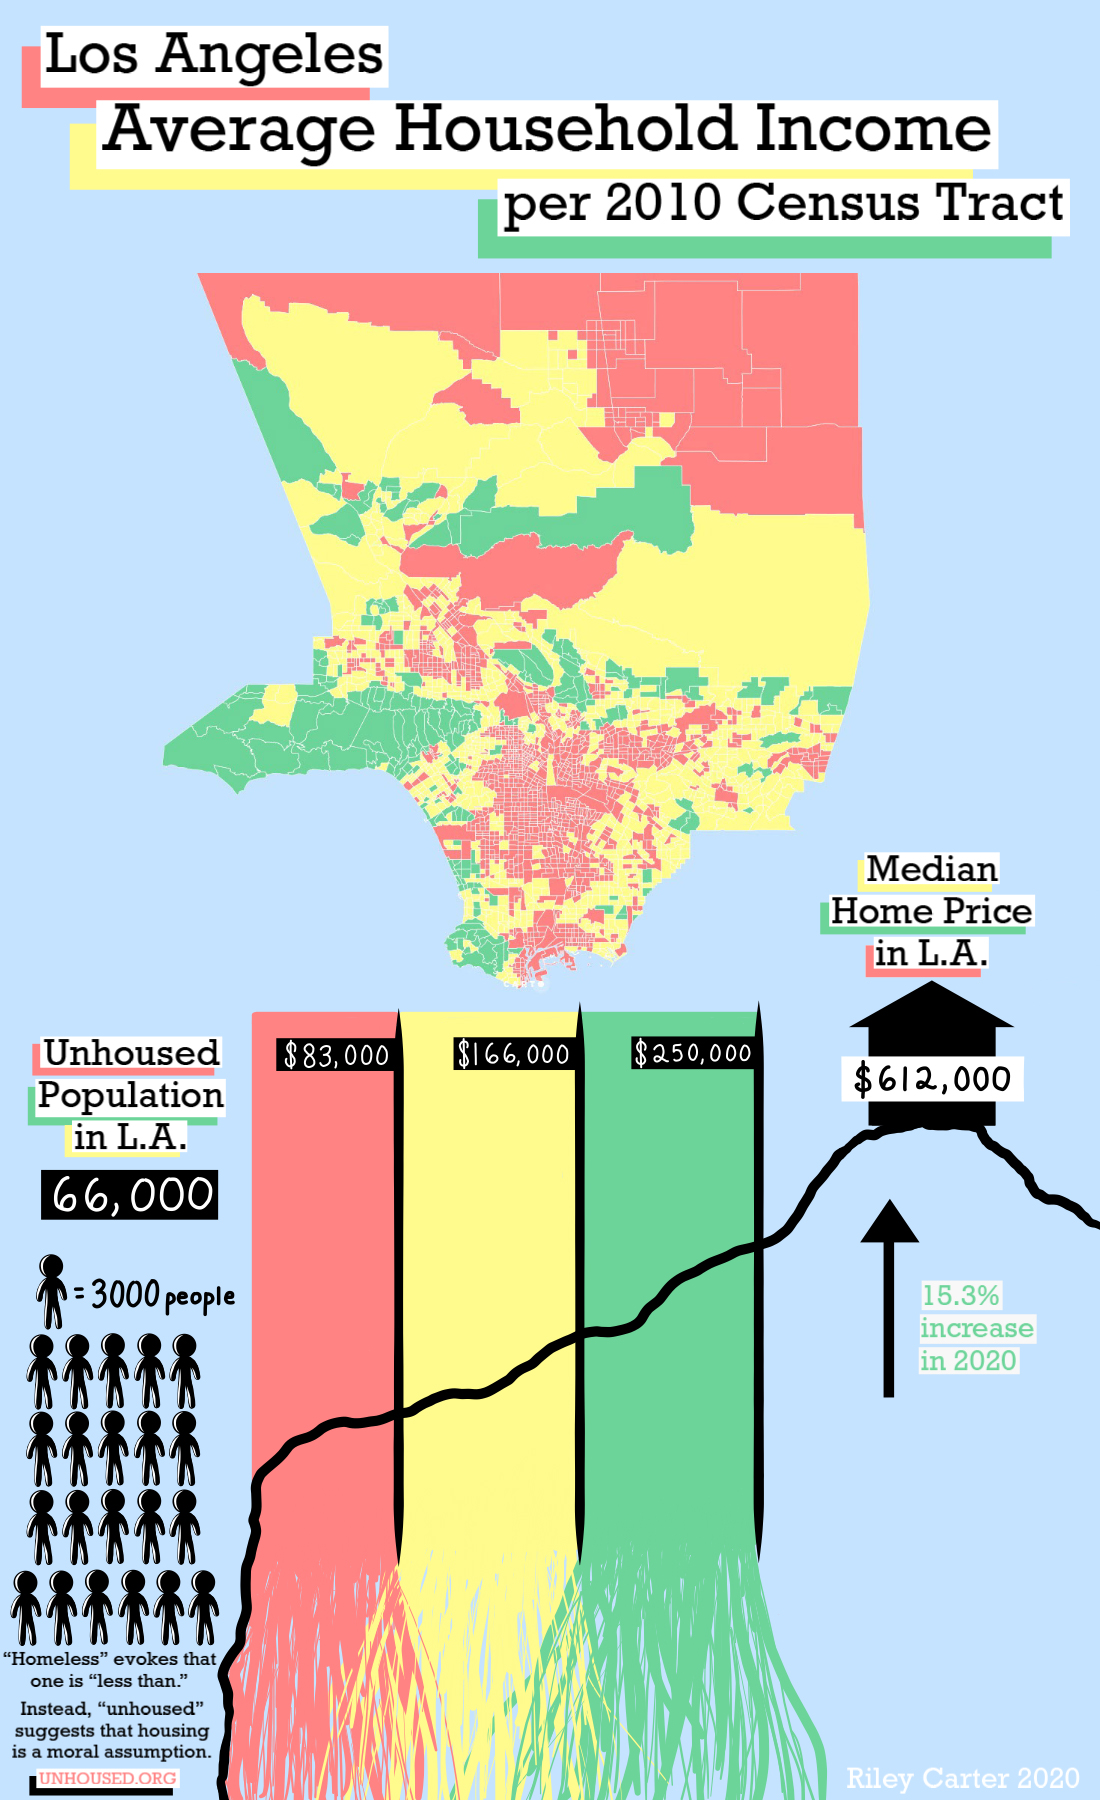 Los Angeles
Average Household Income
per 2010 Census Tract
Median
Home Price
in L.A.
$612,000
15.3%
increase
in 2020
$83,000
$166,000
$250,000
Unhoused
Population
in L.A.
66,000
= 3000 people
“Homeless” evokes that
one is “less than.”
Instead, “unhoused”
suggests that housing
is a moral assumption.
UNHOUSED.ORG
Riley Carter 2020